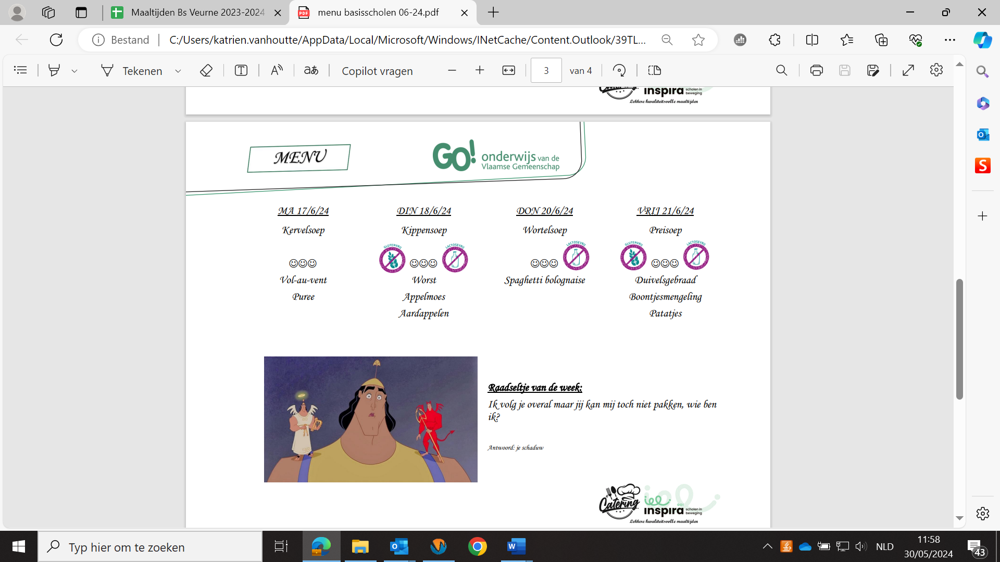 Maaltijden Bs Veurne 2023-2024
menu basisscholen 06-24.pdf
Bestand
C:/Users/katrien.vanhoutte/AppData/Local/Microsoft/Windows/INetCache/Content.Outlook/39TL...
Tekenen
Copilot vragen
3
van 4
Catering
inspira
scholen in
beweging
Lekkere kwaliteitsvolle maaltijden
MENU
GO! onderwijs van de
Vlaamse Gemeenschap
MA 17/6/24
Kervelsoep
☺☺☺
Vol-au-vent
Puree
DIN 18/6/24
Kippensoep
GLUTENVRIJ
☺☺☺
LACTOSEVRIJ
Worst
Appelmoes
Aardappelen
DON 20/6/24
Wortelsoep
☺☺☺
LACTOSEVRIJ
Spaghetti bolognaise
VRIJ 21/6/24
Preisoep
GLUTENVRIJ
☺☺☺
LACTOSEVRIJ
Duivelsgebraad
Boontjesmengeling
Patatjes
Raadseltje van de week:
Ik volg je overal maar jij kan mij toch niet pakken, wie ben
ik?
Antwoord: je schaduw
Catering
GO!
inspira
scholen in
beweging
Lekkere kwaliteitsvolle maaltijden
Typ hier om te zoeken
NLD
11:58
30/05/2024
43